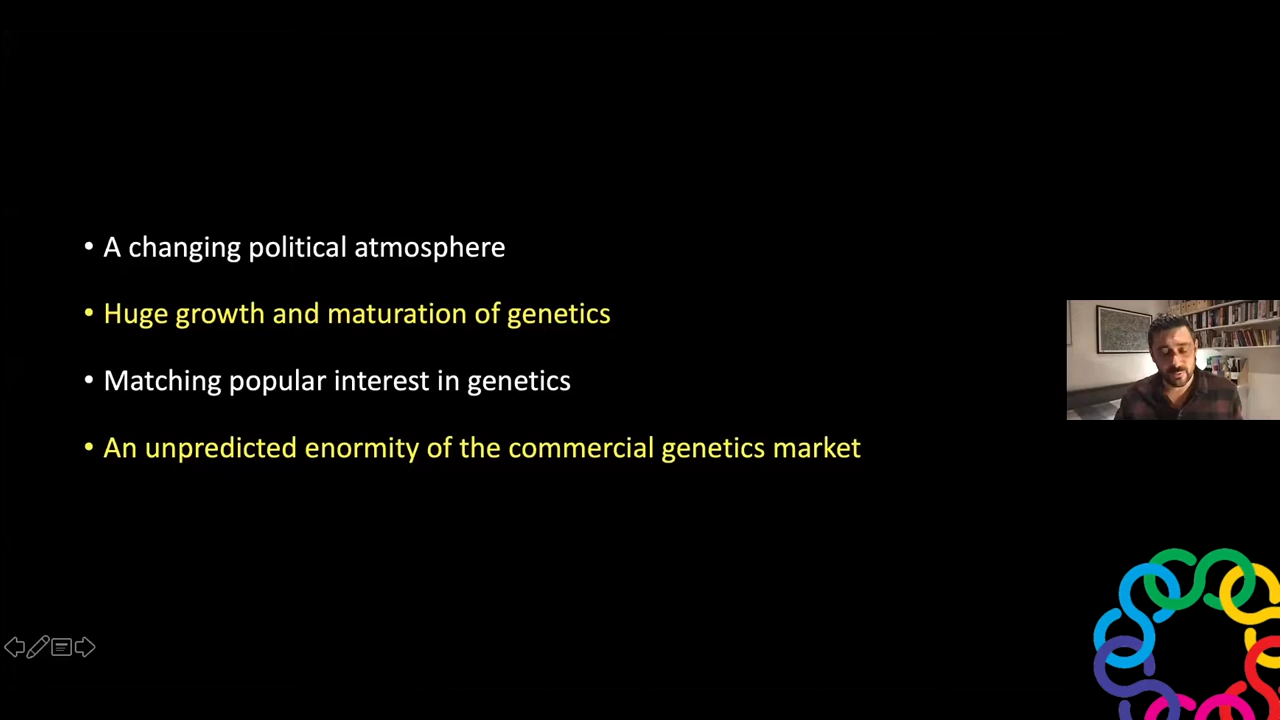 • A changing political atmosphere
• Huge growth and maturation of genetics
• Matching popular interest in genetics
• An unpredicted enormity of the commercial genetics market